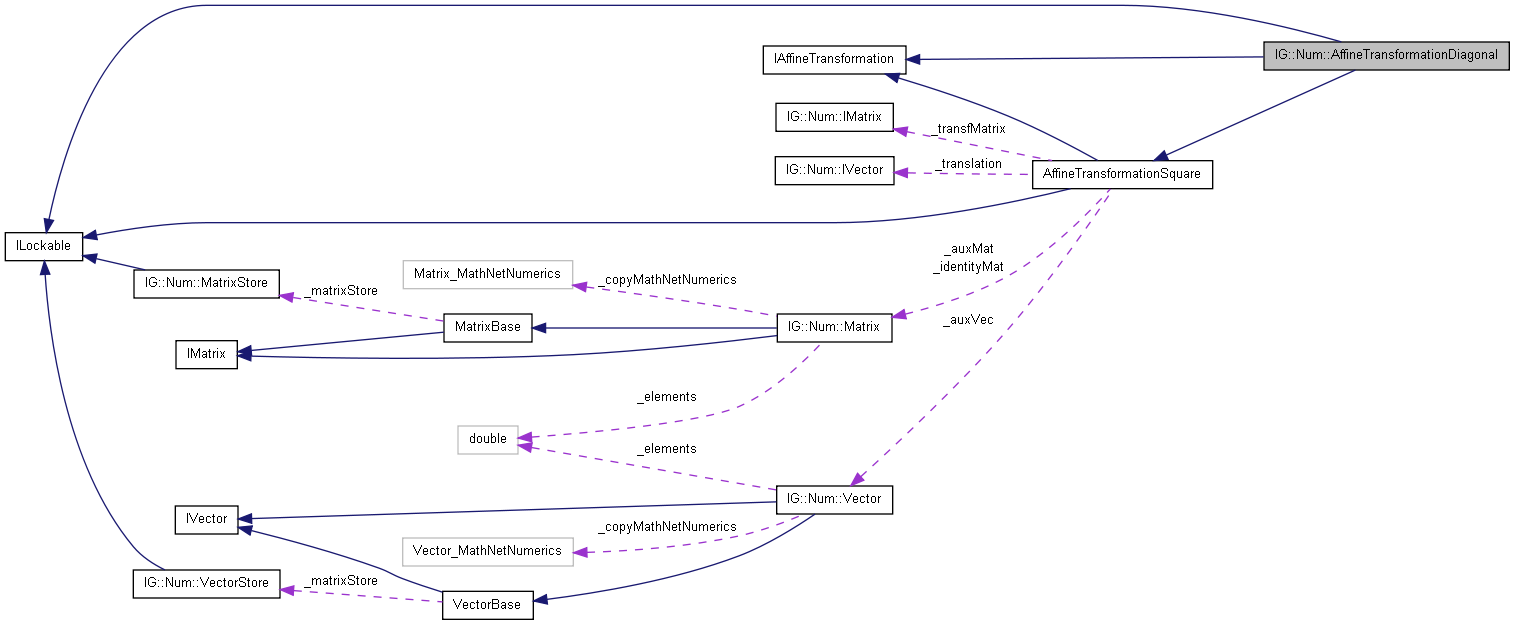 IG::Num::AffineTransformationDiagonal
IAffineTransformation
IG::Num::IMatrix
_transfMatrix
_translation
IG::Num::IVector
AffineTransformationSquare
ILockable
_auxMat
_identityMat
Matrix_MathNetNumerics
_copyMathNetNumerics
IG::Num::MatrixStore
_matrixStore
MatrixBase
IG::Num::Matrix
_auxVec
IMatrix
_elements
double
_elements
IG::Num::Vector
IVector
_copyMathNetNumerics
Vector_MathNetNumerics
IG::Num::VectorStore
_matrixStore
VectorBase